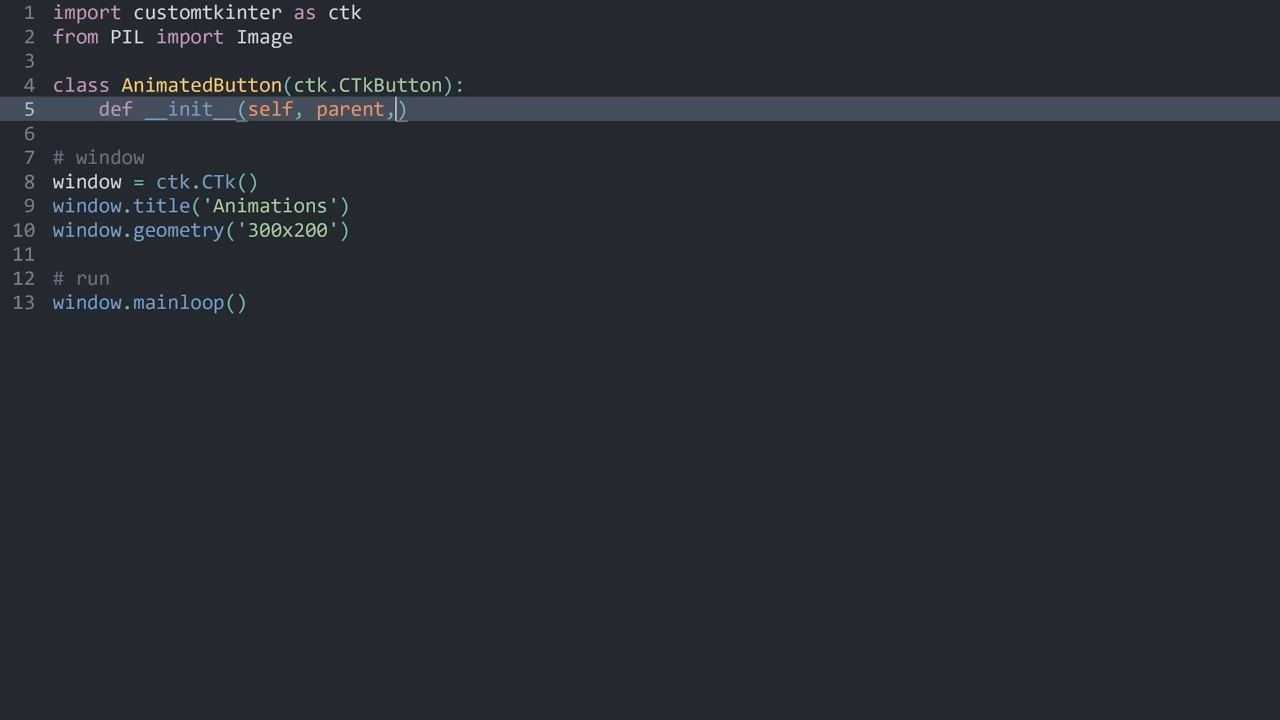 1 import customtkinter as ctk
2 from PIL import Image
3
4 class AnimatedButton(ctk.CTkButton):
5     def __init__(self, parent,)
6
7 # window
8 window = ctk.CTk()
9 window.title('Animations')
10 window.geometry('300x200')
11
12 # run
13 window.mainloop()